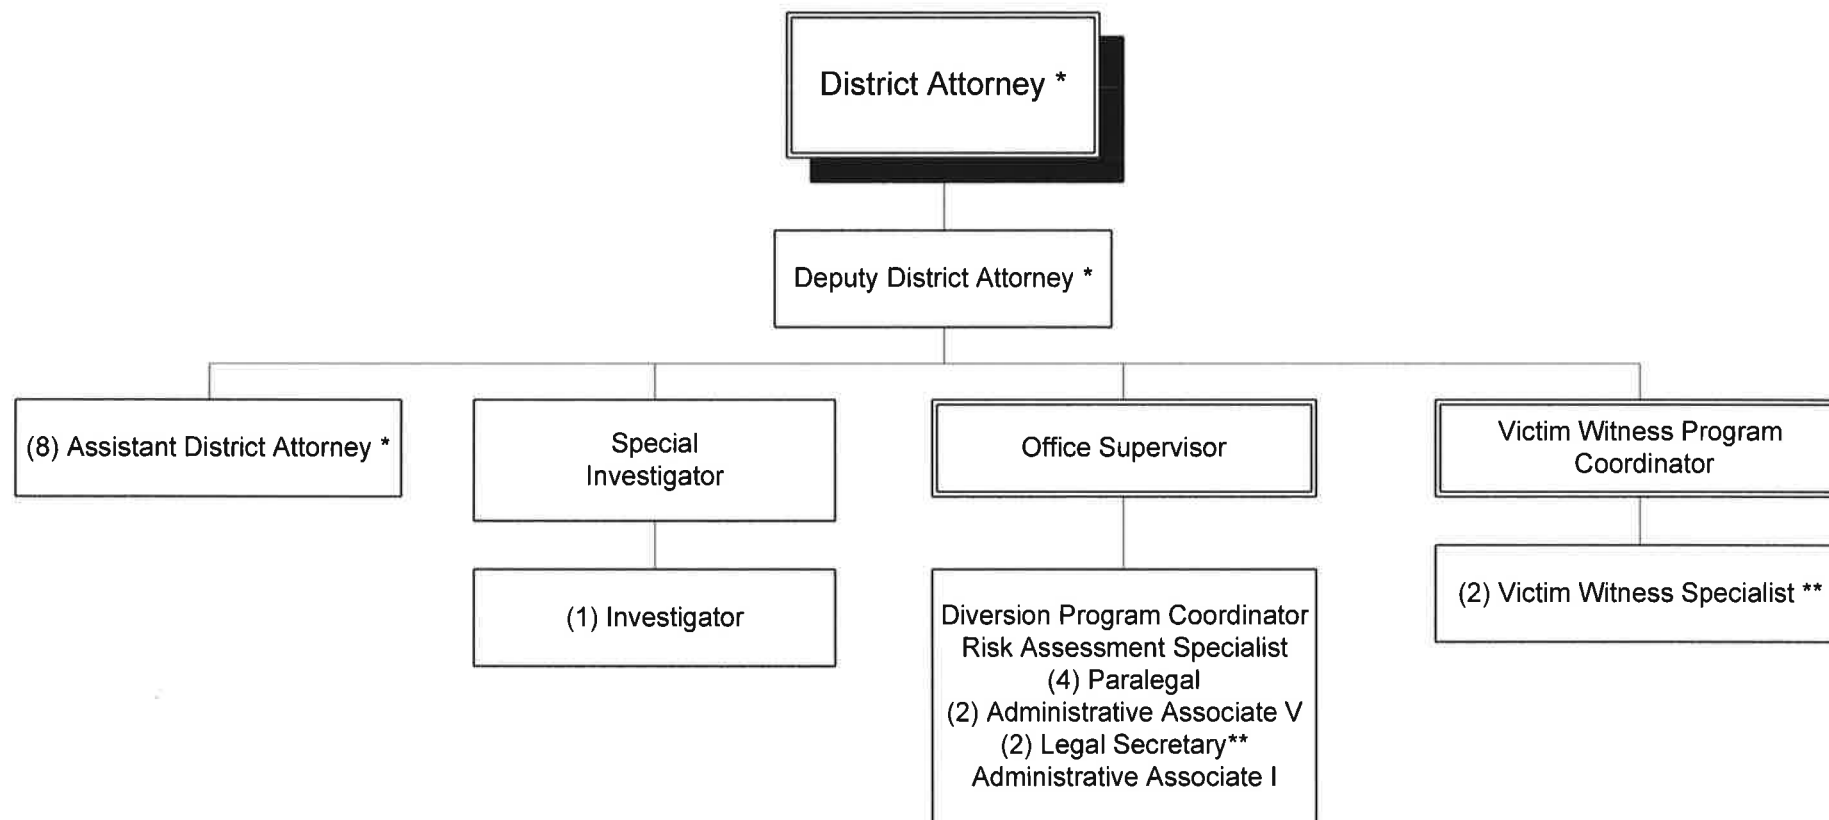 District Attorney *
Deputy District Attorney *
(8) Assistant District Attorney *
Special
Investigator
Office Supervisor
Victim Witness Program
Coordinator
(1) Investigator
Diversion Program Coordinator
Risk Assessment Specialist
(4) Paralegal
(2) Administrative Associate V
(2) Legal Secretary**
Administrative Associate I
(2) Victim Witness Specialist **